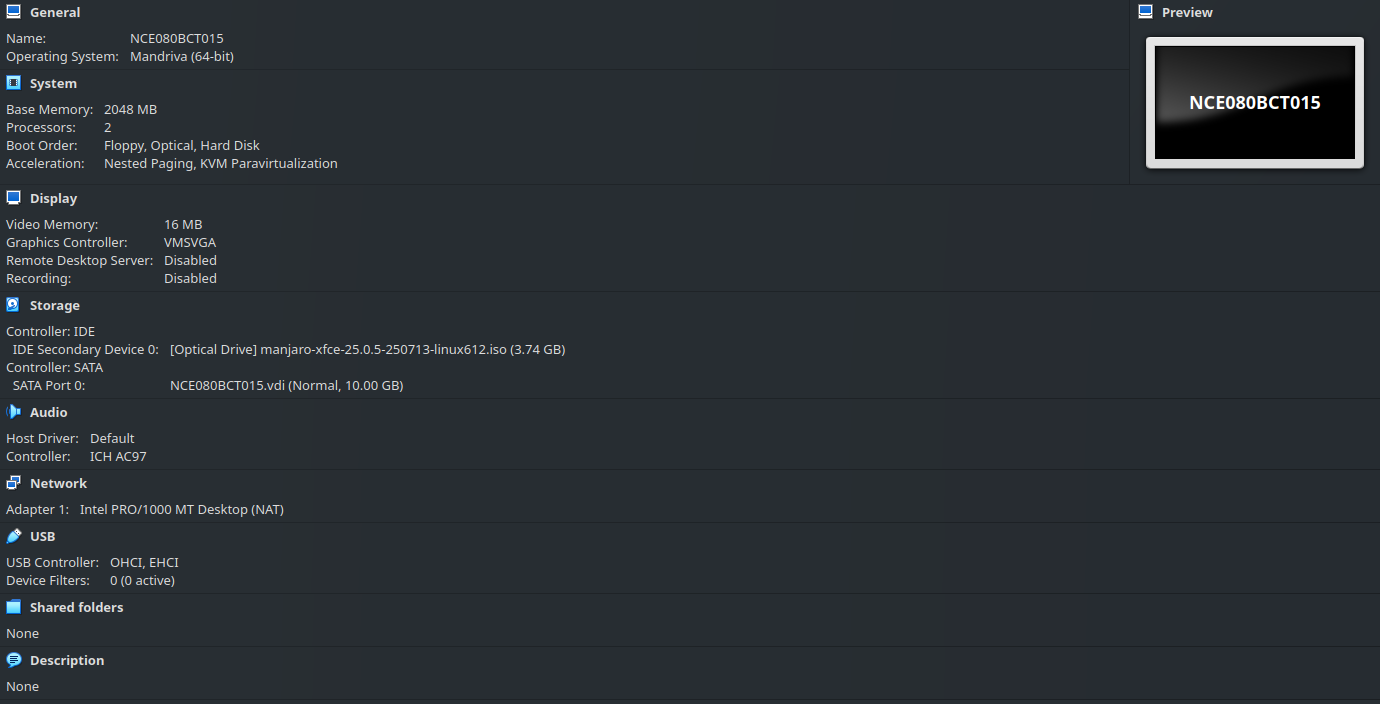 General
Name: NCE080BCT015
Operating System: Mandriva (64-bit)
Preview
NCE080BCT015
System
Base Memory: 2048 MB
Processors: 2
Boot Order: Floppy, Optical, Hard Disk
Acceleration: Nested Paging, KVM Paravirtualization
Display
Video Memory: 16 MB
Graphics Controller: VMSVGA
Remote Desktop Server: Disabled
Recording: Disabled
Storage
Controller: IDE
IDE Secondary Device 0: [Optical Drive] manjaro-xfce-25.0.5-250713-linux612.iso (3.74 GB)
Controller: SATA
SATA Port 0: NCE080BCT015.vdi (Normal, 10.00 GB)
Audio
Host Driver: Default
Controller: ICH AC97
Network
Adapter 1: Intel PRO/1000 MT Desktop (NAT)
USB
USB Controller: OHCI, EHCI
Device Filters: 0 (0 active)
Shared folders
None
Description
None